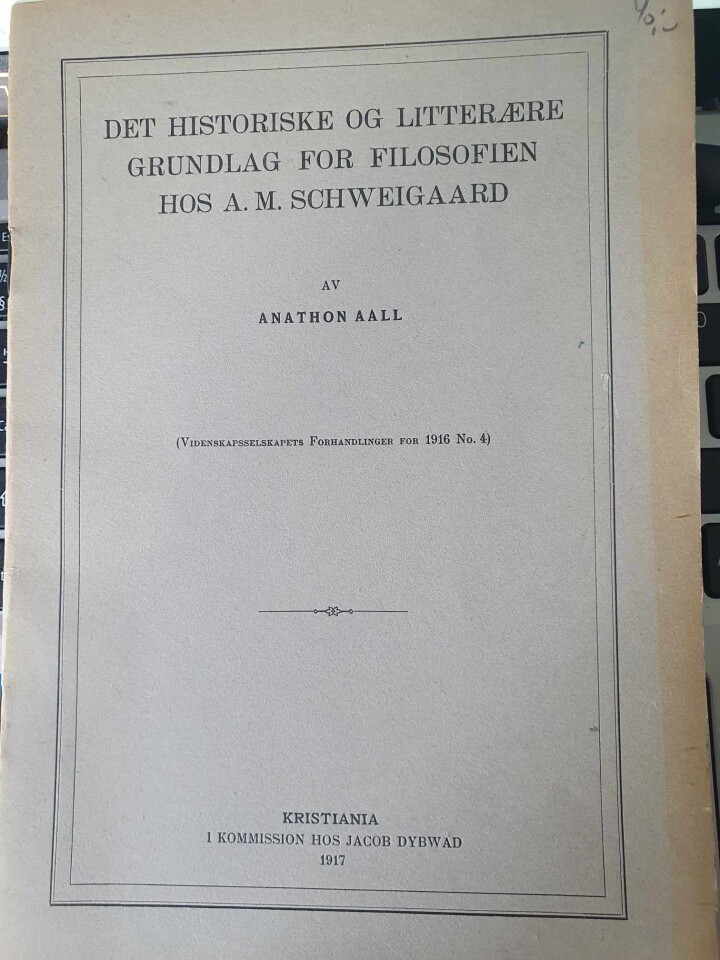 40,-
DET HISTORISKE OG LITTERÆRE
GRUNDLAG FOR FILOSOFIEN
HOS A. M. SCHWEIGAARD
AV
ANATHON AALL
(VIDENSKAPSSELSKAPETS FORHANDLINGER FOR 1916 No. 4)
KRISTIANIA
I KOMMISSION HOS JACOB DYBWAD
1917